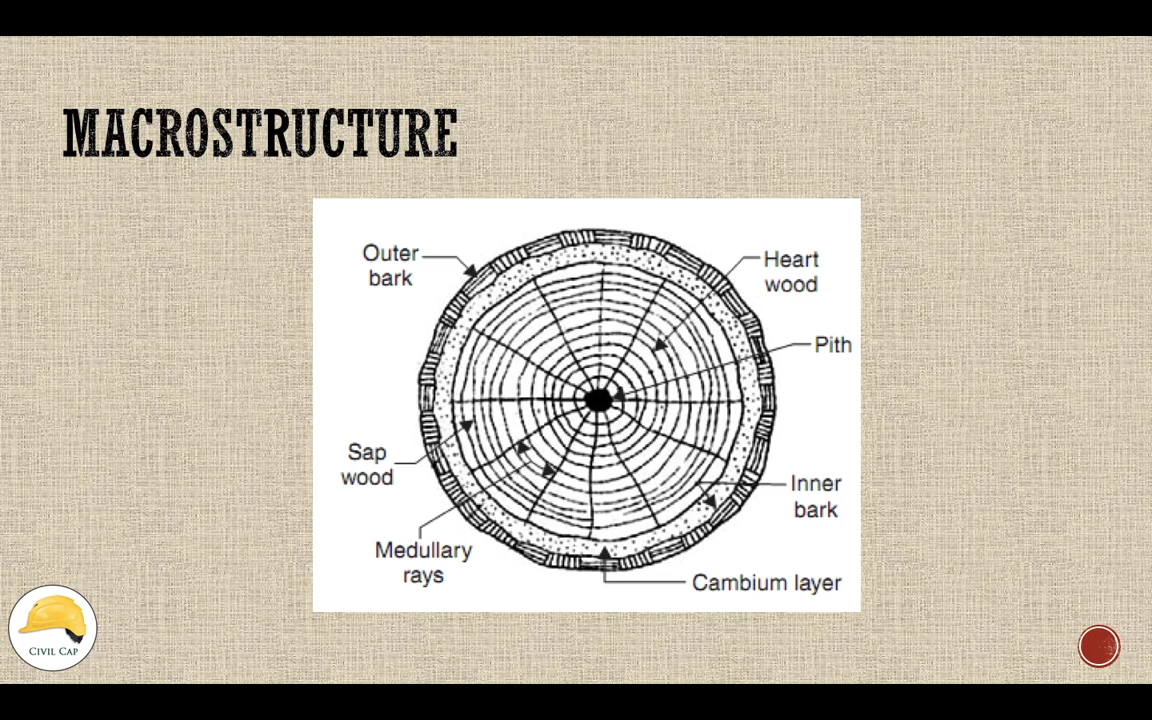 MACROSTRUCTURE
Outer
bark
Heart
wood
Pith
Sap
wood
Inner
bark
Medullary
rays
Cambium layer
CIVIL CAP